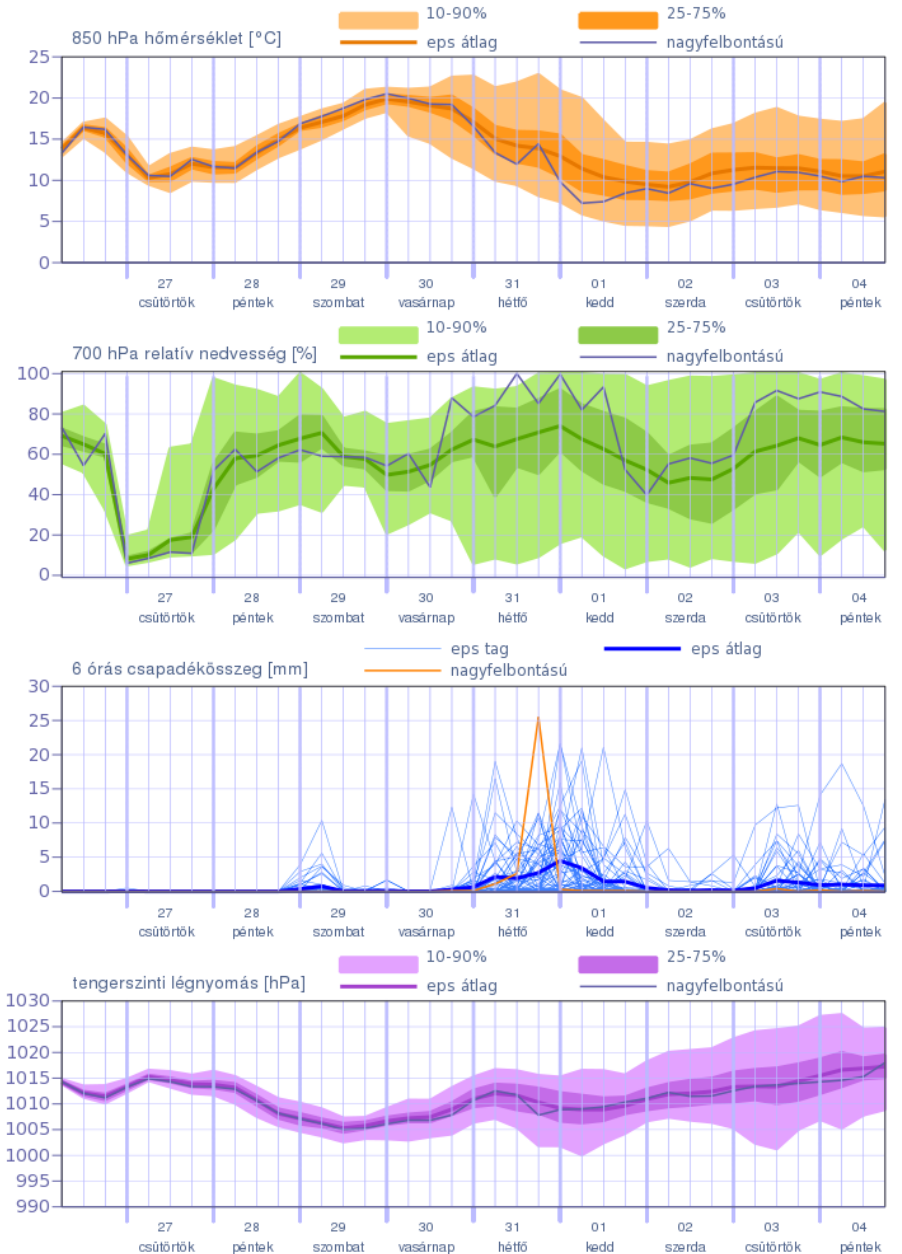 10-90% 25-75%
850 hPa hőmérséklet [°C] eps átlag nagyfelbontású
25
20
15
10
5
0
27 28 29 30 31 01 02 03 04
csütörtök péntek szombat vasárnap hétfő kedd szerda csütörtök péntek
10-90% 25-75%
700 hPa relatív nedvesség [%] eps átlag nagyfelbontású
100
80
60
40
20
0
27 28 29 30 31 01 02 03 04
csütörtök péntek szombat vasárnap hétfő kedd szerda csütörtök péntek
eps tag eps átlag
6 órás csapadékösszeg [mm] nagyfelbontású
30
25
20
15
10
5
0
27 28 29 30 31 01 02 03 04
csütörtök péntek szombat vasárnap hétfő kedd szerda csütörtök péntek
10-90% 25-75%
tengerszinti légnyomás [hPa] eps átlag nagyfelbontású
1030
1025
1020
1015
1010
1005
1000
995
990
27 28 29 30 31 01 02 03 04
csütörtök péntek szombat vasárnap hétfő kedd szerda csütörtök péntek